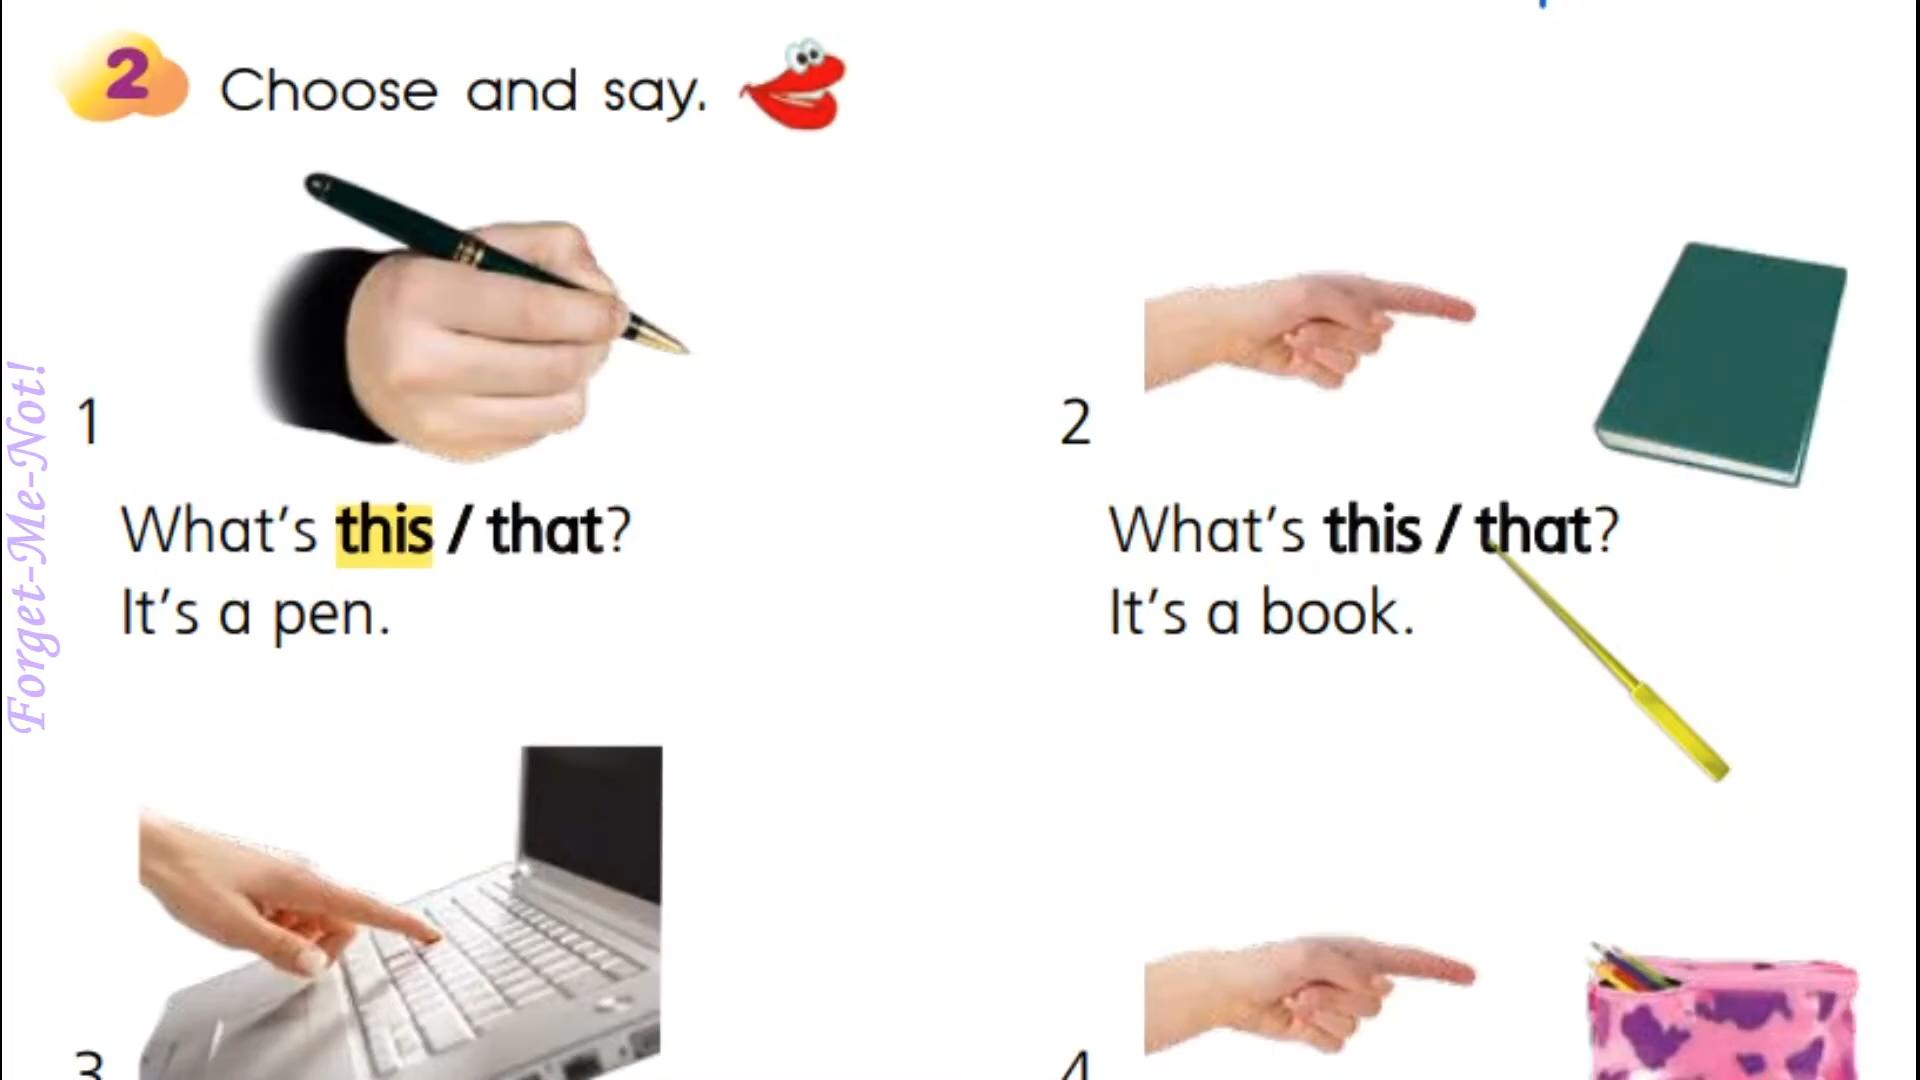 2 Choose and say.
1
What's this / that?
It's a pen.
2
What's this / that?
It's a book.
3
4
Forget-Me-Not!